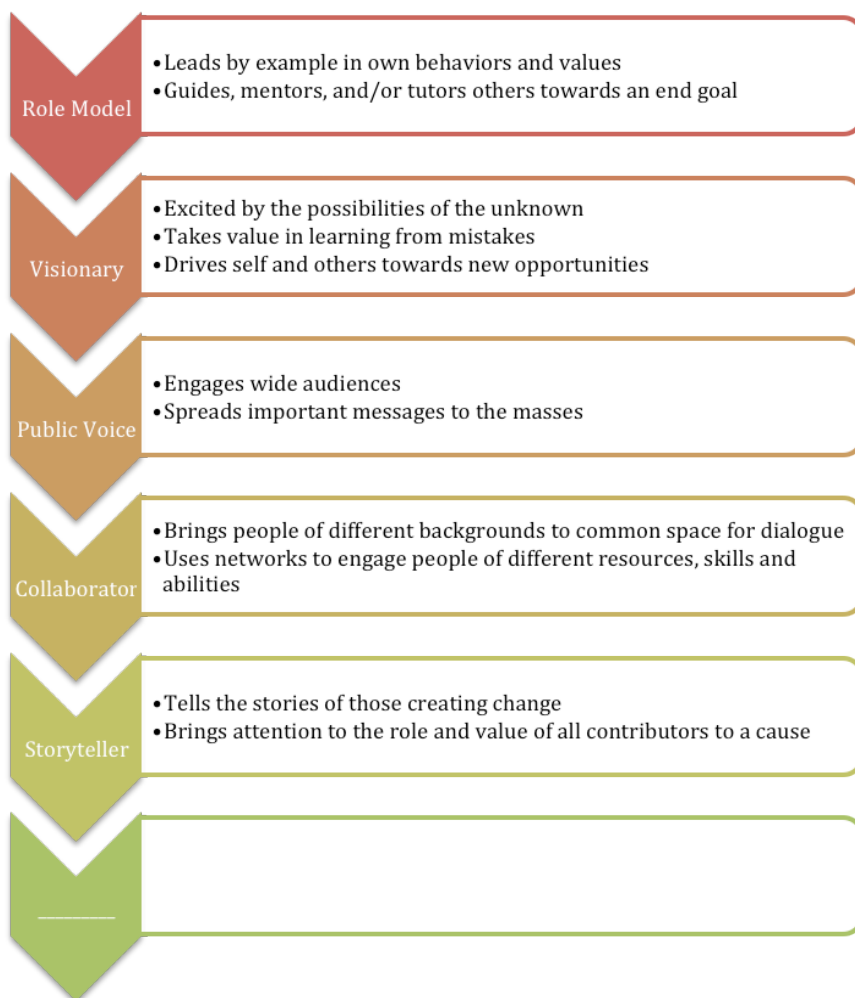 Role Model
•Leads by example in own behaviors and values
•Guides, mentors, and/or tutors others towards an end goal
Visionary
•Excited by the possibilities of the unknown
•Takes value in learning from mistakes
•Drives self and others towards new opportunities
Public Voice
•Engages wide audiences
•Spreads important messages to the masses
Collaborator
•Brings people of different backgrounds to common space for dialogue
•Uses networks to engage people of different resources, skills and
abilities
Storyteller
•Tells the stories of those creating change
•Brings attention to the role and value of all contributors to a cause
_________